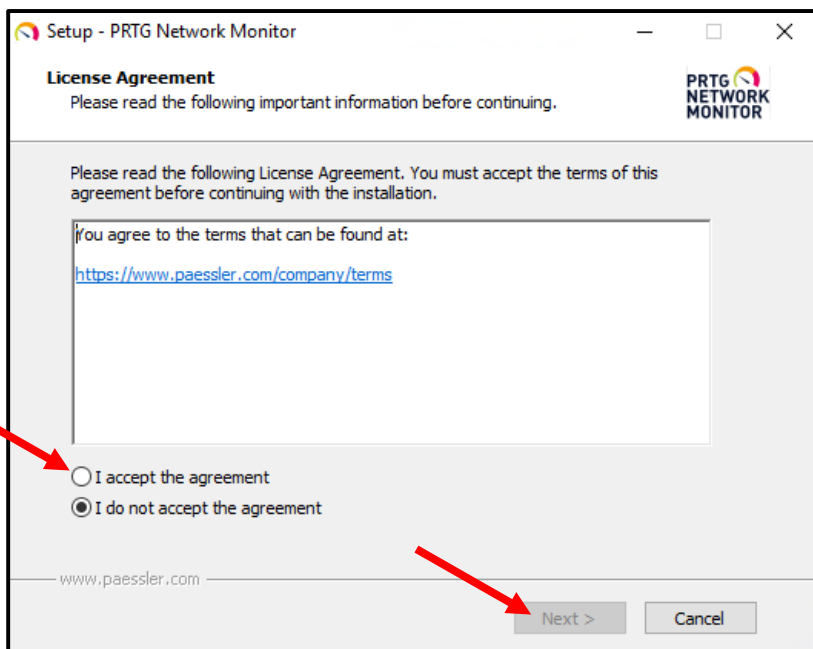 Setup - PRTG Network Monitor
License Agreement
Please read the following important information before continuing.
PRTG
NETWORK
MONITOR
Please read the following License Agreement. You must accept the terms of this
agreement before continuing with the installation.
You agree to the terms that can be found at:
https://www.paessler.com/company/terms
I accept the agreement
I do not accept the agreement
www.paessler.com
Next >
Cancel